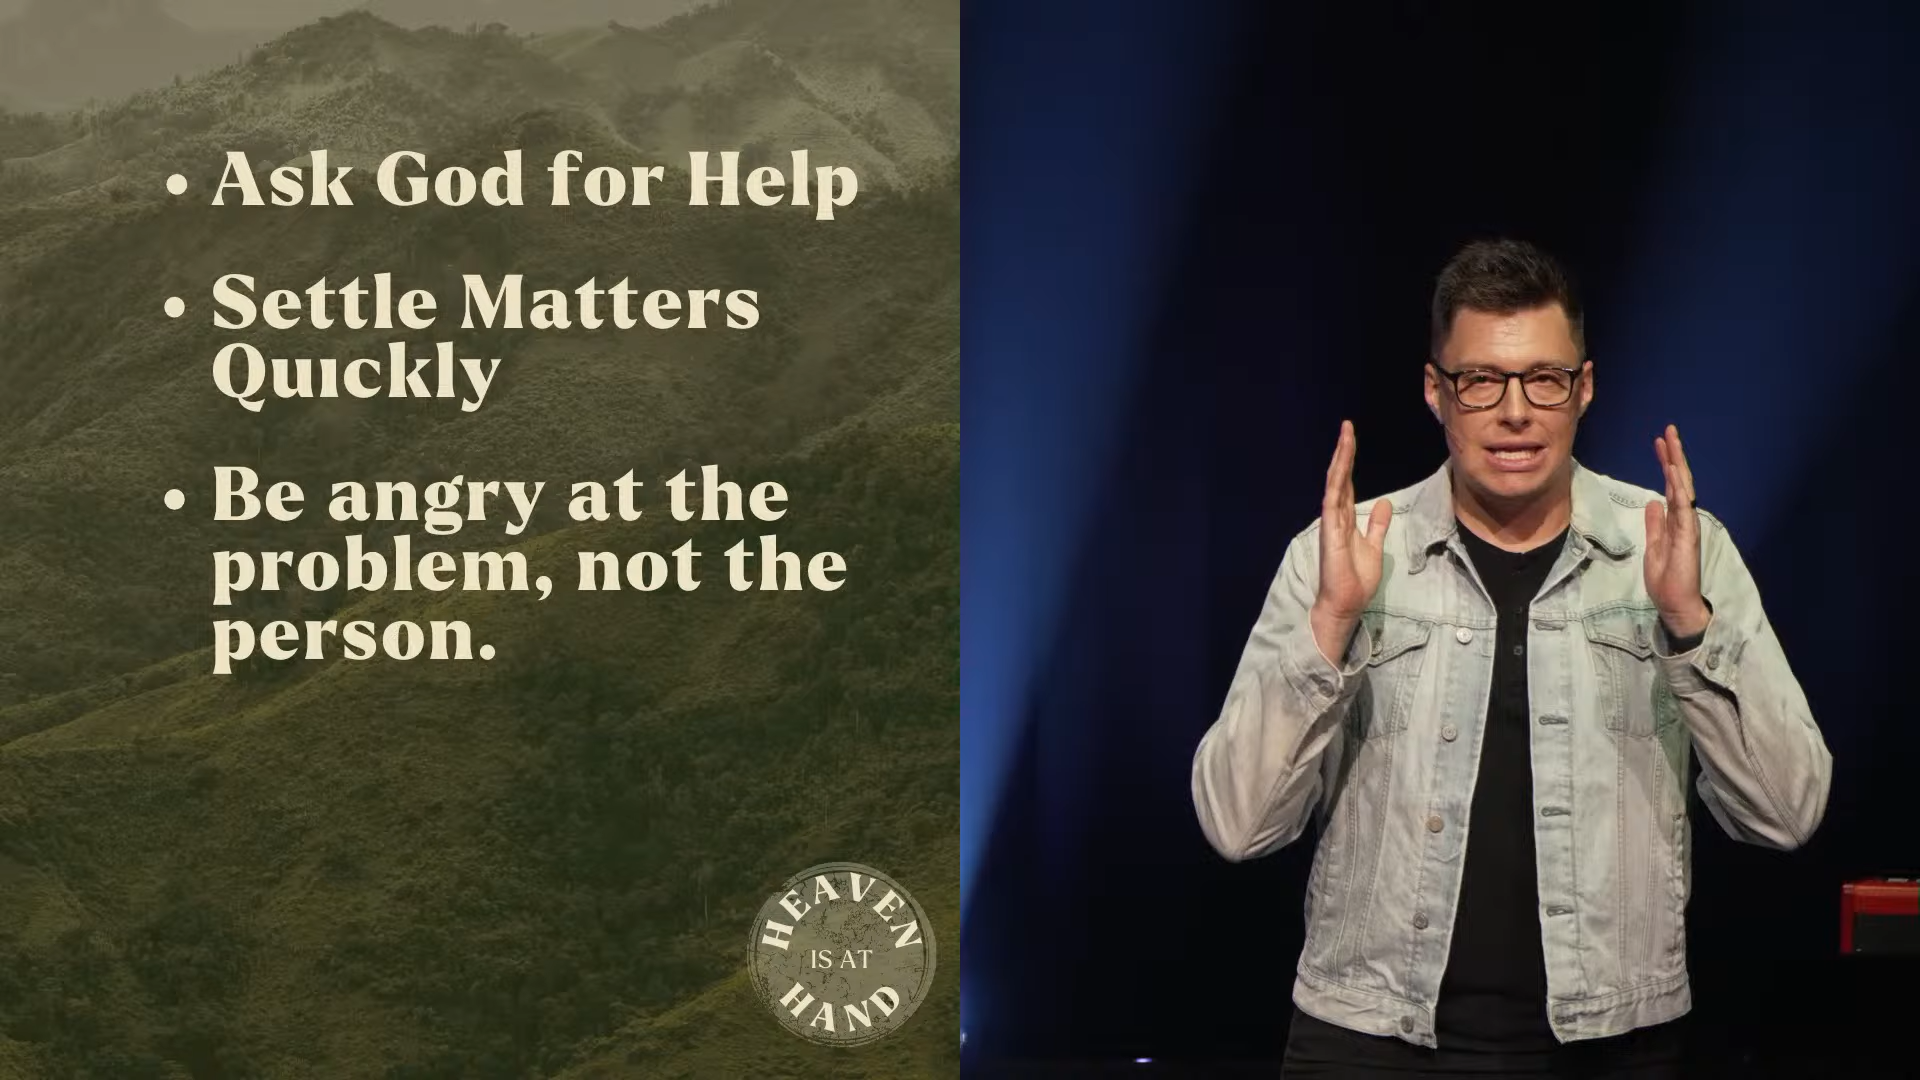 • Ask God for Help
• Settle Matters
Quickly
• Be angry at the
problem, not the
person.
HEAVEN
IS AT
HAND